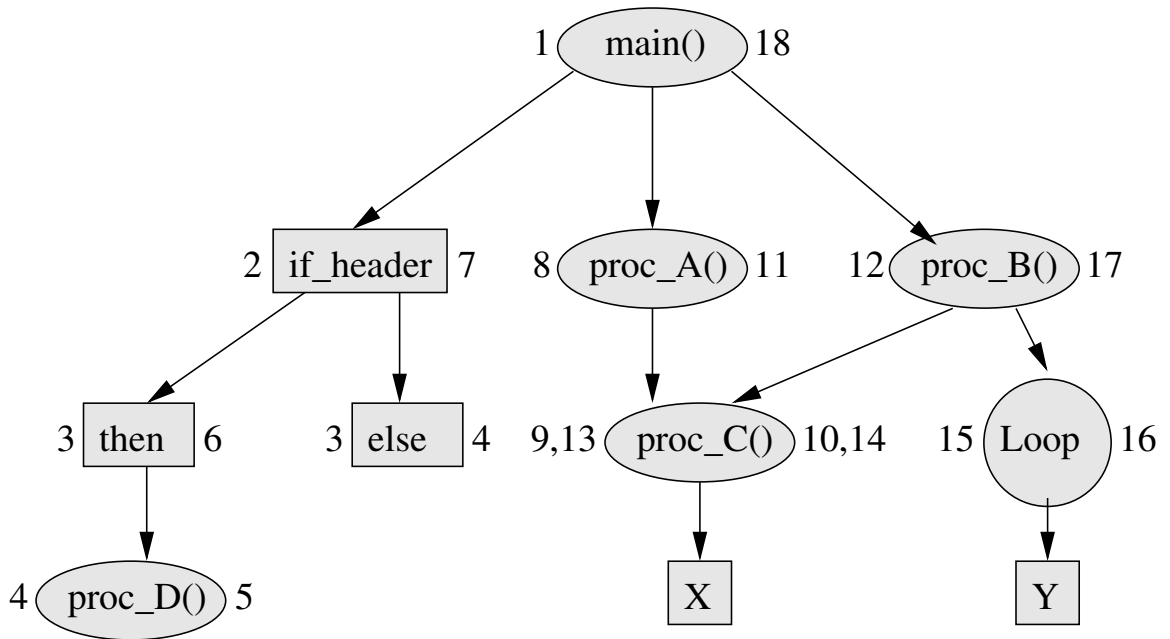 1 main() 18
2 if_header 7
8 proc_A() 11
12 proc_B() 17
3 then 6
3 else 4
9,13 proc_C() 10,14
15 Loop 16
4 proc_D() 5
X
Y